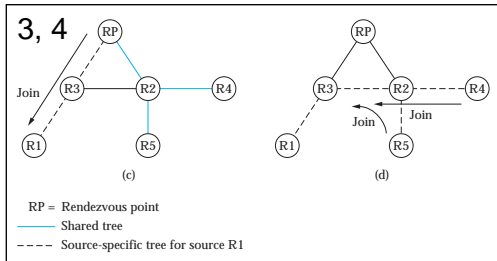 3, 4
RP
Join
R3
R2
R4
R1
R5
(c)
RP
R3
R2
R4
Join
Join
R1
R5
(d)
RP = Rendezvous point
Shared tree
Source-specific tree for source R1